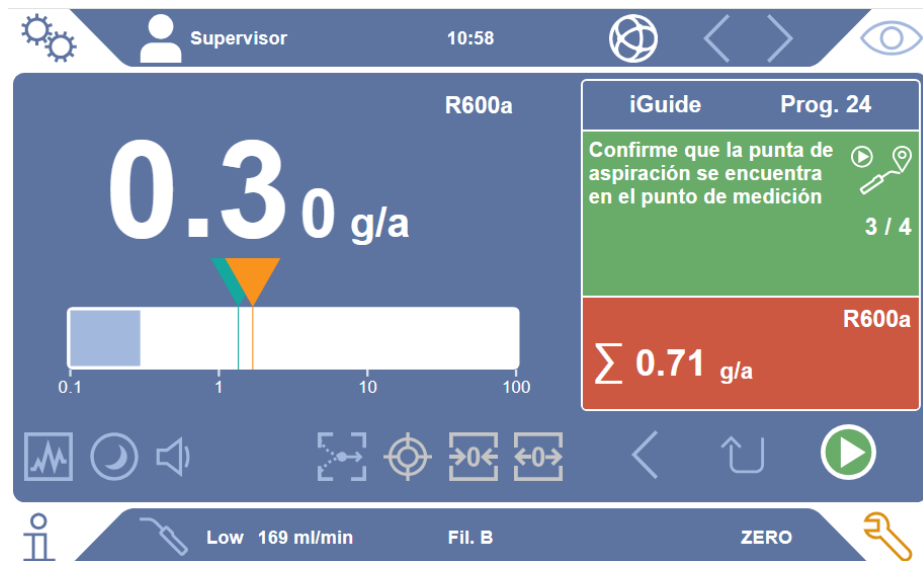 Supervisor
10:58
R600a
0.30 g/a
0.1
1
10
100
iGuide
Prog. 24
Confirme que la punta de
aspiración se encuentra
en el punto de medición
3 / 4
R600a
∑ 0.71 g/a
→0←
←0→
Low 169 ml/min
Fil. B
ZERO